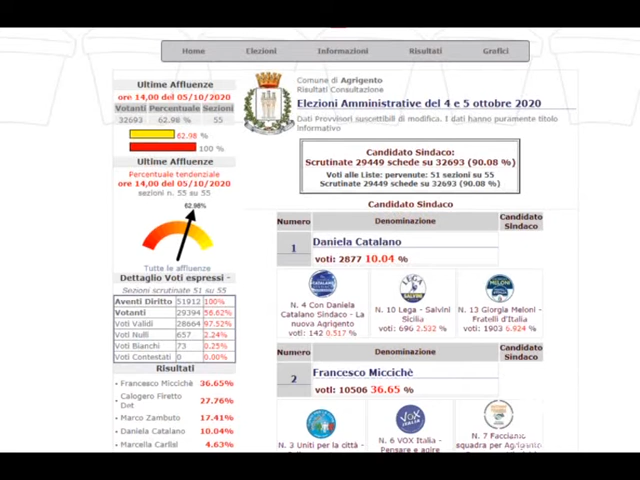 Home Elezioni Informazioni Risultati Grafici
Ultime Affluenze
ore 14,00 del 05/10/2020
Votanti Percentuale Sezioni
32693 62.98 % 55
62.98 %
100 %
Ultime Affluenze
Percentuale tendenziale
ore 14,00 del 05/10/2020
sezioni n. 55 su 55
62.98%
Tutte le affluenze
Dettaglio Voti espressi -
Sezioni scrutinate 51 su 55
Aventi Diritto 51912 100%
Votanti 29394 56.62%
Voti Validi 28664 97.52%
Voti Nulli 657 2.24%
Voti Bianchi 73 0.25%
Voti Contestati 0 0.00%
Risultati
Francesco Miccichè 36.65%
Calogero Firetto
Det 27.76%
Marco Zambuto 17.41%
Daniela Catalano 10.04%
Marcella Carlisi 4.63%
Comune di Agrigento
Risultati Consultazione
Elezioni Amministrative del 4 e 5 ottobre 2020
Dati Provvisori suscettibili di modifica. I dati hanno puramente titolo
informativo
Candidato Sindaco:
Scrutinate 29449 schede su 32693 (90.08 %)
Voti alle Liste: pervenute: 51 sezioni su 55
Scrutinate 29449 schede su 32693 (90.08 %)
Candidato Sindaco
Numero Denominazione Candidato
Sindaco
1 Daniela Catalano
voti: 2877 10.04 %
CATALANO
LEGA
SALVINI
MELONI
N. 4 Con Daniela
Catalano Sindaco - La
nuova Agrigento
voti: 142 0.517 %
N. 10 Lega - Salvini
Sicilia
voti: 696 2.532 %
N. 13 Giorgia Meloni -
Fratelli d'Italia
voti: 1903 6.924 %
Numero Denominazione Candidato
Sindaco
2 Francesco Miccichè
voti: 10506 36.65 %
VOX
ITALIA
N. 3 Uniti per la città -
N. 6 VOX Italia -
Pensare e agire
N. 7 Facciamo
squadra per Agrigento